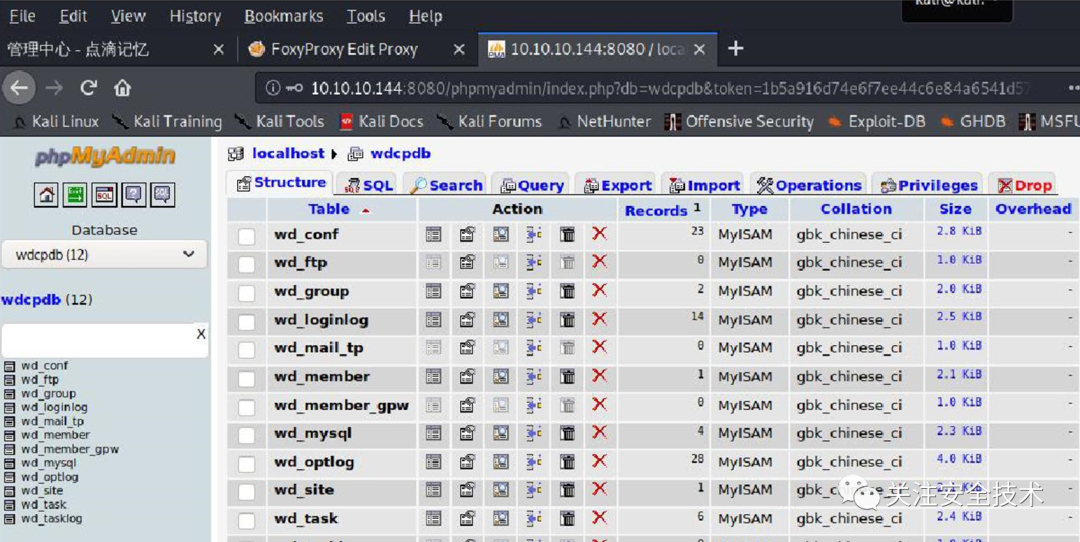 File Edit View History Bookmarks Tools Help
管理中心 - 点滴记忆 X FoxyProxy Edit Proxy X 10.10.10.144:8080 / loca X +
10.10.10.144:8080/phpmyadmin/index.php?db=wdcpdb&token=1b5a916d74e6f7ee44c6e84a6541d5
Kali Linux Kali Training Kali Tools Kali Docs Kali Forums NetHunter Offensive Security Exploit-DB GHDB MSFU
phpMyAdmin
SQL
Database
wdcpdb (12)
wdcpdb (12)
X
wd_conf
wd_ftp
wd_group
wd_loginlog
wd_mail_tp
wd_member
wd_member_gpw
wd_mysql
wd_optlog
wd_site
wd_task
wd_tasklog
localhost wdcpdb
Structure SQL Search Query Export Import Operations Privileges Drop
Table Action Records 1 Type Collation Size Overhead
wd_conf 23 MyISAM gbk_chinese_ci 2.8 KiB -
wd_ftp 0 MyISAM gbk_chinese_ci 1.0 KiB -
wd_group 2 MyISAM gbk_chinese_ci 2.0 KiB -
wd_loginlog 14 MyISAM gbk_chinese_ci 2.5 KiB -
wd_mail_tp 0 MyISAM gbk_chinese_ci 1.0 KiB -
wd_member 1 MyISAM gbk_chinese_ci 2.1 KiB -
wd_member_gpw 0 MyISAM gbk_chinese_ci 1.0 KiB -
wd_mysql 4 MyISAM gbk_chinese_ci 2.3 KiB -
wd_optlog 28 MyISAM gbk_chinese_ci 4.0 KiB -
wd_site 1 MyISAM gbk_chinese_ci -
wd_task 6 MyISAM gbk_chinese_ci 2.4 KiB -
关注安全技术